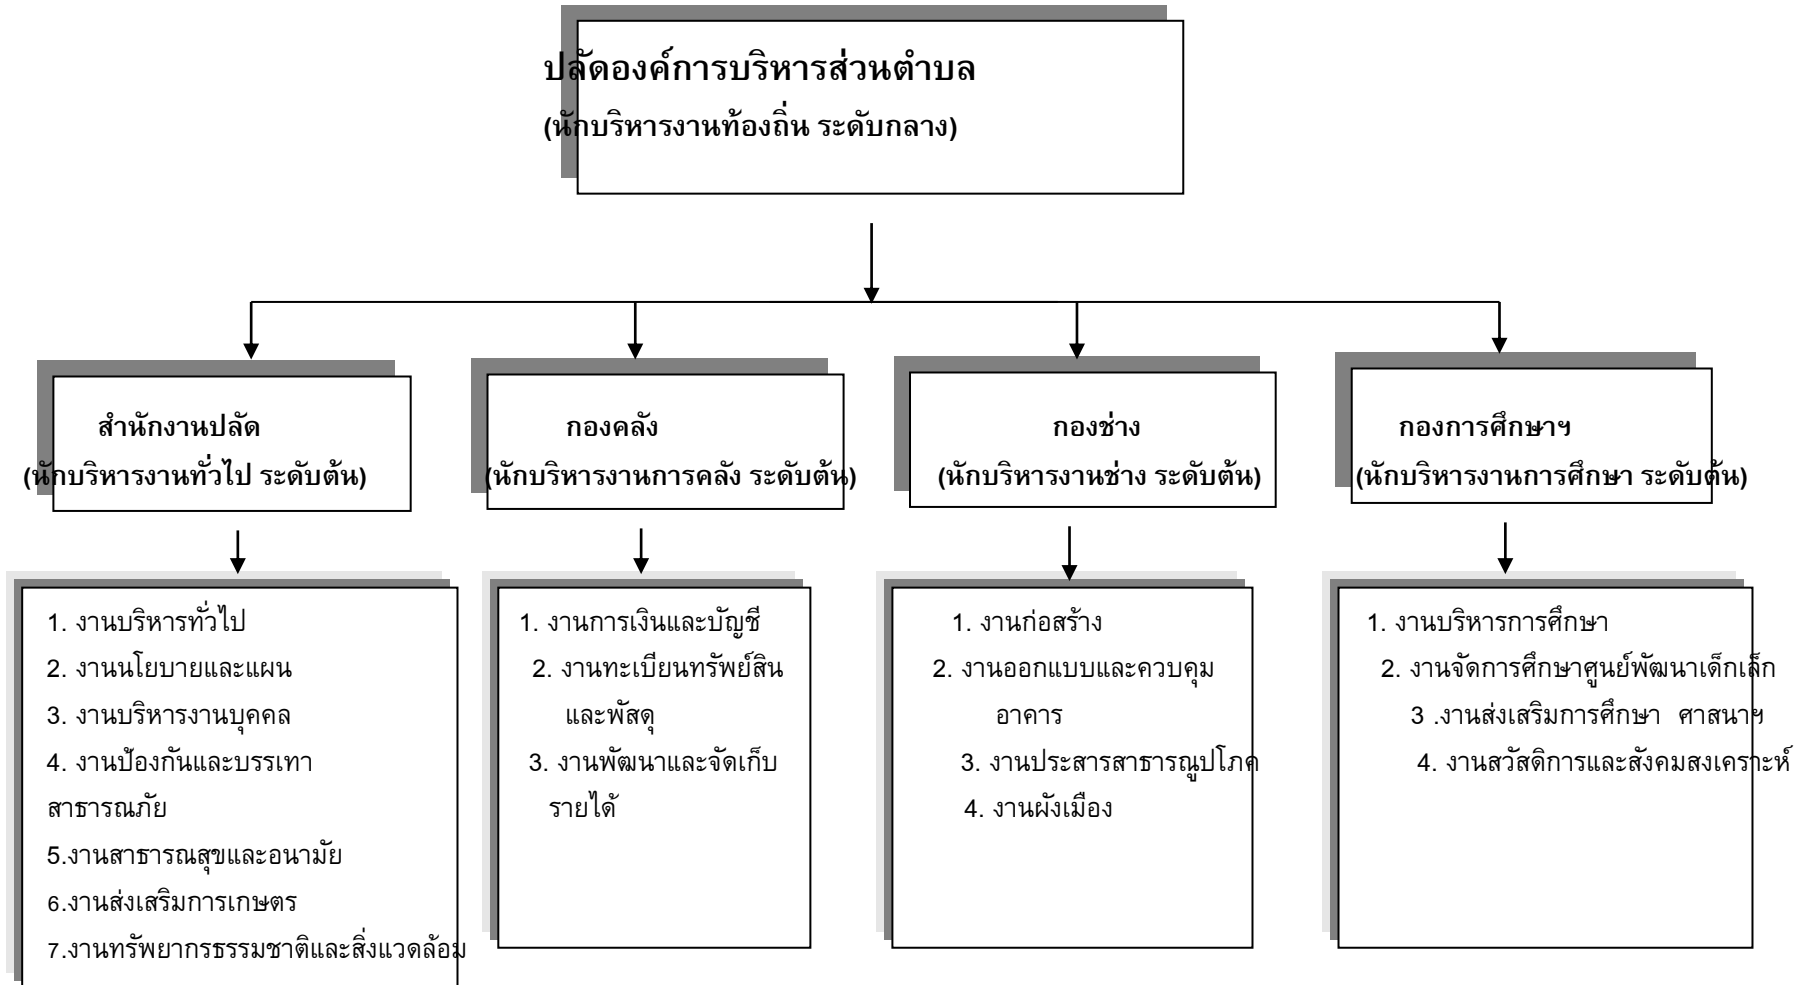 ปลัดองค์การบริหารส่วนตำบล
(นักบริหารงานท้องถิ่น ระดับกลาง)
สำนักงานปลัด
(นักบริหารงานทั่วไป ระดับต้น)
กองคลัง
(นักบริหารงานการคลัง ระดับต้น)
กองช่าง
(นักบริหารงานช่าง ระดับต้น)
กองการศึกษาฯ
(นักบริหารงานการศึกษา ระดับต้น)
1. งานบริหารทั่วไป
2. งานนโยบายและแผน
3. งานบริหารงานบุคคล
4. งานป้องกันและบรรเทา
สาธารณภัย
5.งานสาธารณสุขและอนามัย
6.งานส่งเสริมการเกษตร
7.งานทรัพยากรธรรมชาติและสิ่งแวดล้อม
1. งานการเงินและบัญชี
2. งานทะเบียนทรัพย์สิน
และพัสดุ
3. งานพัฒนาและจัดเก็บ
รายได้
1. งานก่อสร้าง
2. งานออกแบบและควบคุม
อาคาร
3. งานประสารสาธารณูปโภค
4. งานผังเมือง
1. งานบริหารการศึกษา
2. งานจัดการศึกษาศูนย์พัฒนาเด็กเล็ก
3 .งานส่งเสริมการศึกษา ศาสนาฯ
4. งานสวัสดิการและสังคมสงเคราะห์